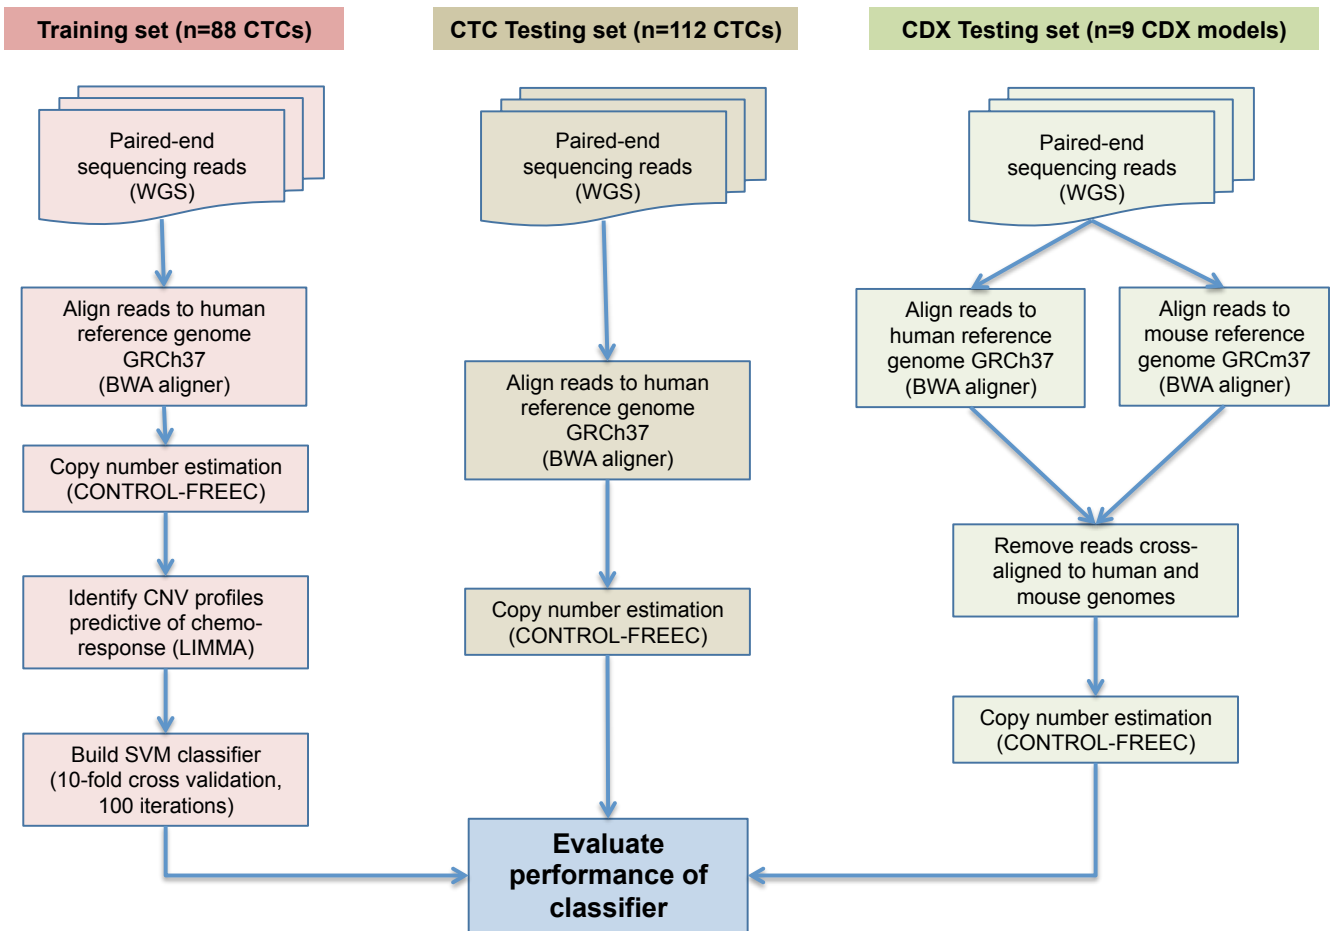 Training set (n=88 CTCs)
Paired-end
sequencing reads
(WGS)
Align reads to human
reference genome
GRCh37
(BWA aligner)
Copy number estimation
(CONTROL-FREEC)
Identify CNV profiles
predictive of chemo-
response (LIMMA)
Build SVM classifier
(10-fold cross validation,
100 iterations)
CTC Testing set (n=112 CTCs)
Paired-end
sequencing reads
(WGS)
Align reads to human
reference genome
GRCh37
(BWA aligner)
Copy number estimation
(CONTROL-FREEC)
CDX Testing set (n=9 CDX models)
Paired-end
sequencing reads
(WGS)
Align reads to
human reference
genome GRCh37
(BWA aligner)
Align reads to
mouse reference
genome GRCm37
(BWA aligner)
Remove reads cross-
aligned to human and
mouse genomes
Copy number estimation
(CONTROL-FREEC)
Evaluate
performance of
classifier